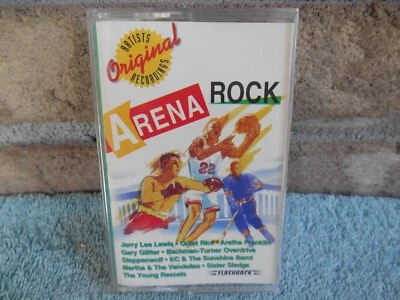 ARTISTS
Original
RECORDINGS
ARENA ROCK
22
Jerry Lee Lewis • Quiet Riot • Aretha Franklin
Gary Glitter • Bachman-Turner Overdrive
Steppenwolf • KC & The Sunshine Band
Martha & The Vandellas • Sister Sledge
The Young Rascals
FLASHBACK